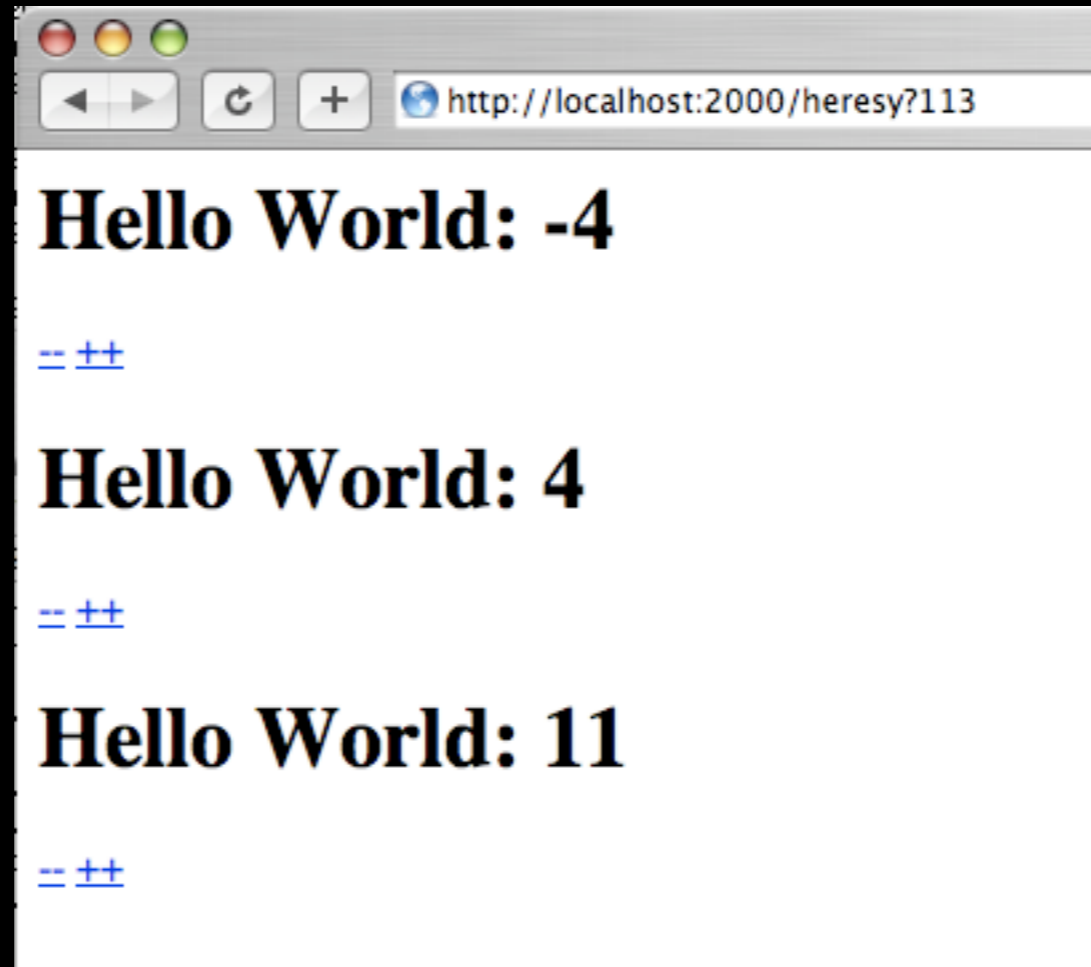 http://localhost:2000/heresy?113
Hello World: -4
-- ++
Hello World: 4
-- ++
Hello World: 11
-- ++